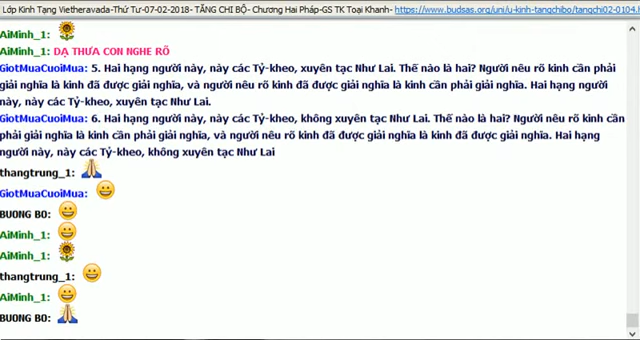 Lớp Kinh Tạng Vietheravada-Thứ Tư-07-02-2018- TĂNG CHI BỘ- Chương Hai Pháp-GS TK Toại Khanh- https://www.budsas.org/uni/u-kinh-tangchibo/tangchi02-0104.h
AiMinh_1:
AiMinh_1: DẠ THƯA CON NGHE RÕ
GiotMuaCuoiMua: 5. Hai hạng người này, này các Tỷ-kheo, xuyên tạc Như Lai. Thế nào là hai? Người nêu rõ kinh cần phải
giải nghĩa là kinh đã được giải nghĩa, và người nêu rõ kinh đã được giải nghĩa là kinh cần phải giải nghĩa. Hai hạng
người này, này các Tỷ-kheo, xuyên tạc Như Lai.
GiotMuaCuoiMua: 6. Hai hạng người này, này các Tỷ-kheo, không xuyên tạc Như Lai. Thế nào là hai? Người nêu rõ kinh cần
phải giải nghĩa là kinh cần phải giải nghĩa, và người nêu rõ kinh đã được giải nghĩa là kinh đã được giải nghĩa. Hai hạng
người này, này các Tỷ-kheo, không xuyên tạc Như Lai
thangtrung_1:
GiotMuaCuoiMua:
BUONG BO:
AiMinh_1:
AiMinh_1:
thangtrung_1:
AiMinh_1:
BUONG BO: